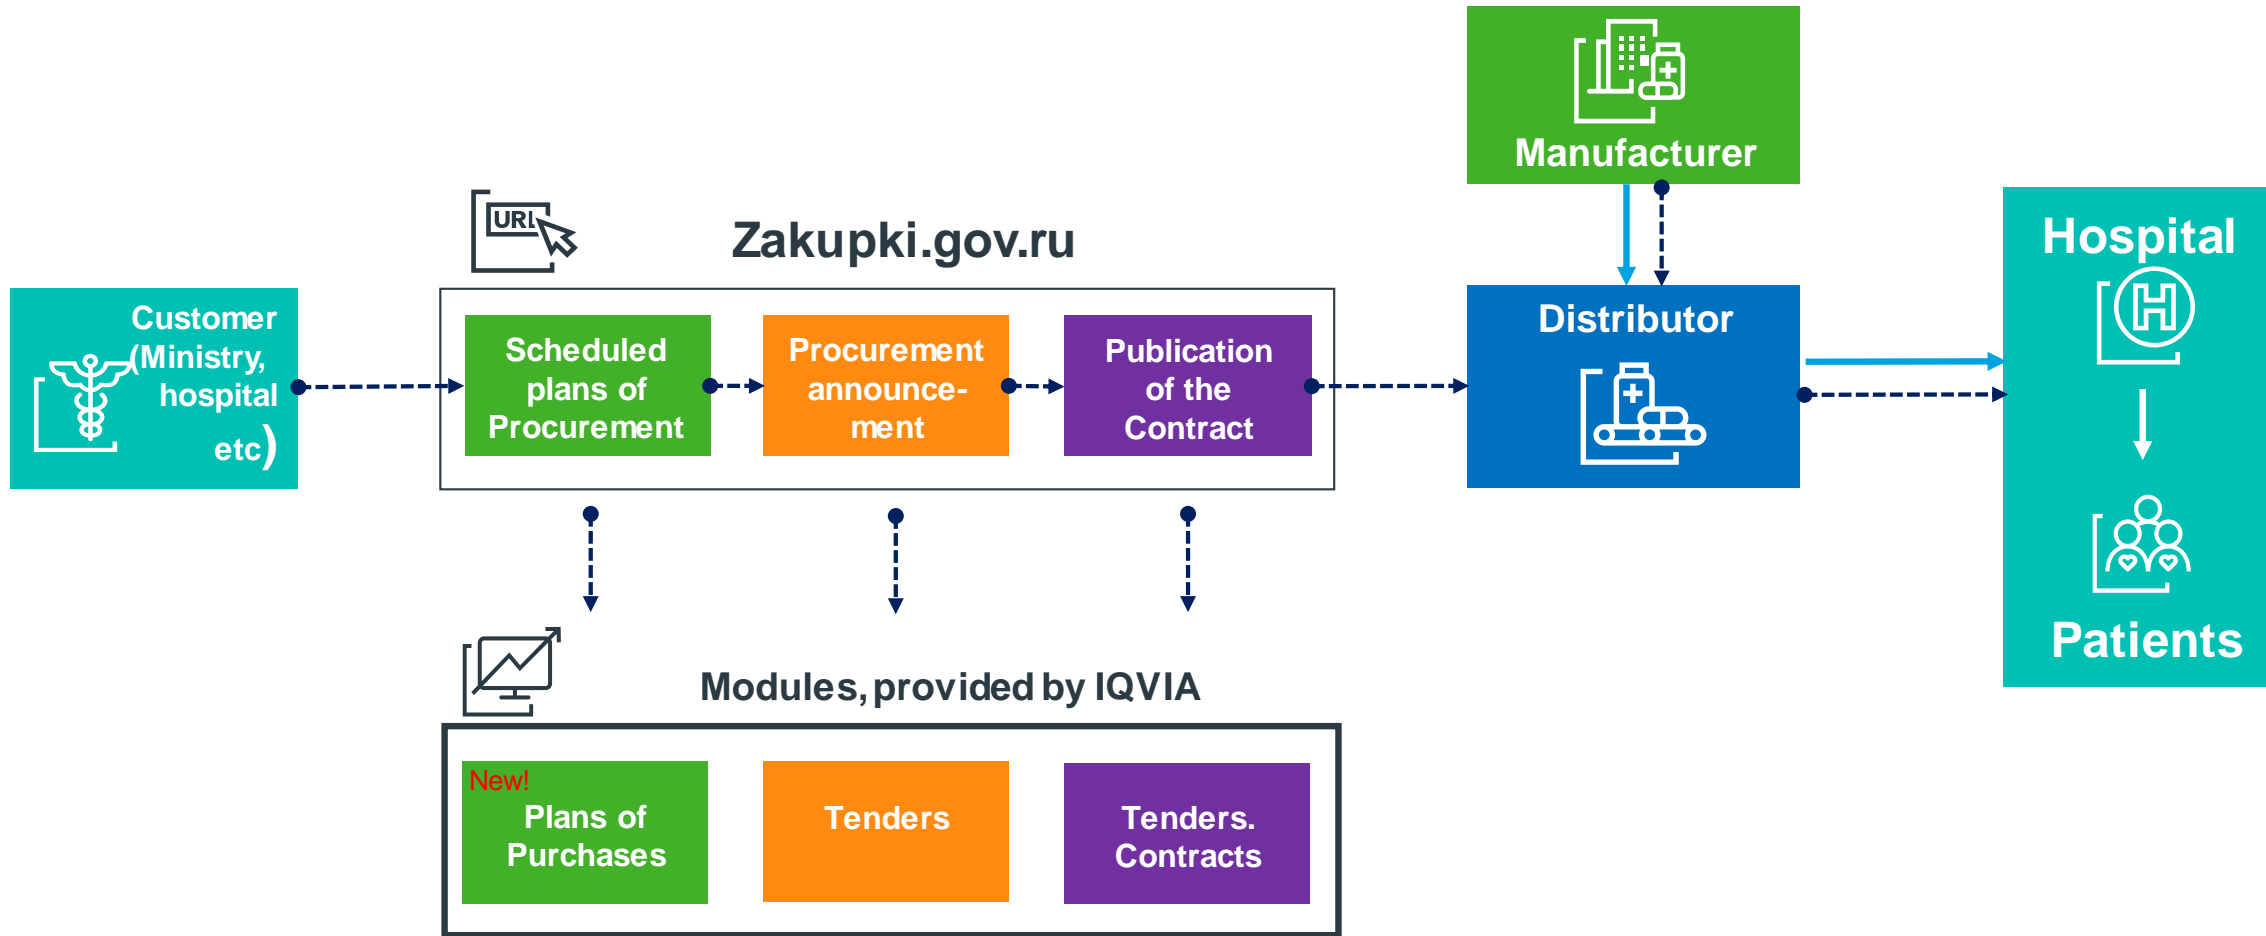 Manufacturer
URL
Zakupki.gov.ru
Hospital
Customer
(Ministry,
hospital
etc)
Scheduled
plans of
Procurement
Procurement
announce-
ment
Publication
of the
Contract
Distributor
Patients
Modules, provided by IQVIA
New!
Plans of
Purchases
Tenders
Tenders.
Contracts